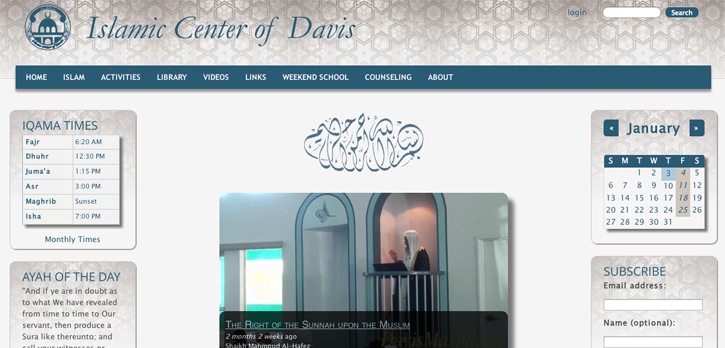 Islamic Center of Davis
login
Search
HOME ISLAM ACTIVITIES LIBRARY VIDEOS LINKS WEEKEND SCHOOL COUNSELING ABOUT
IQAMA TIMES
Fajr 6:20 AM
Dhuhr 12:30 PM
Juma'a 1:15 PM
Asr 3:00 PM
Maghrib Sunset
Isha 7:00 PM
Monthly Times
AYAH OF THE DAY
"And if ye are in doubt as
to what We have revealed
from time to time to Our
servant, then produce a
Sura like thereunto; and
call your witnesses or
بسم الله الرحمن الرحيم
The Right of the Sunnah upon the Muslim
2 months 2 weeks ago
Shaikh Mahmoud Al-Hafez
« January »
S M T W T F S
1 2 3 4 5
6 7 8 9 10 11 12
13 14 15 16 17 18 19
20 21 22 23 24 25 26
27 28 29 30 31
SUBSCRIBE
Email address:
Name (optional):